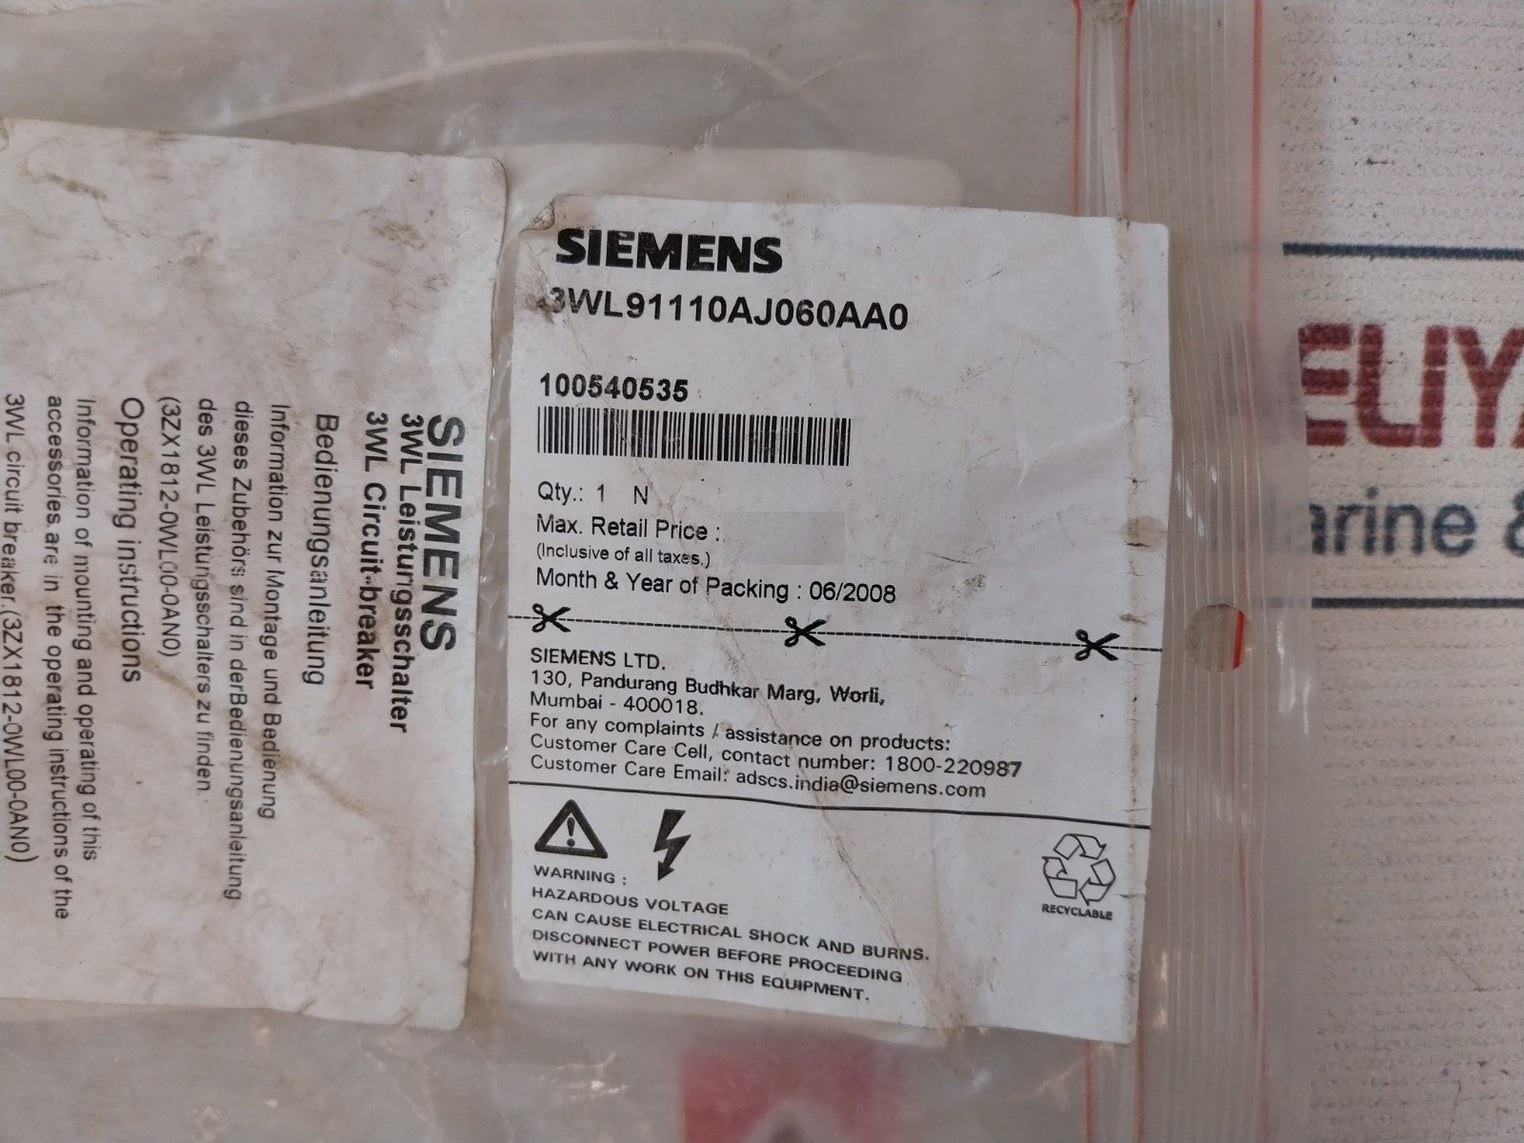 SIEMENS
3WL Leistungsschalter
3WL Circuit-breaker
Bedienungsanleitung
Information zur Montage und Bedienung
dieses Zubehörs sind in derBedienungsanleitung
des 3WL Leistungsschalters zu finden.
(3ZX1812-0WL00-0AN0)
Operating instructions
Information of mounting and operating of this
accessories are in the operating instructions of the
3WL circuit breaker.(3ZX1812-0WL00-0AN0)
SIEMENS
3WL91110AJ060AA0
100540535
Qty.: 1 N
Max. Retail Price :
(Inclusive of all taxes.)
Month & Year of Packing : 06/2008
SIEMENS LTD.
130, Pandurang Budhkar Marg, Worli,
Mumbai - 400018.
For any complaints / assistance on products:
Customer Care Cell, contact number: 1800-220987
Customer Care Email: adscs.india@siemens.com
WARNING :
HAZARDOUS VOLTAGE
CAN CAUSE ELECTRICAL SHOCK AND BURNS.
DISCONNECT POWER BEFORE PROCEEDING
WITH ANY WORK ON THIS EQUIPMENT.
RECYCLABLE
&